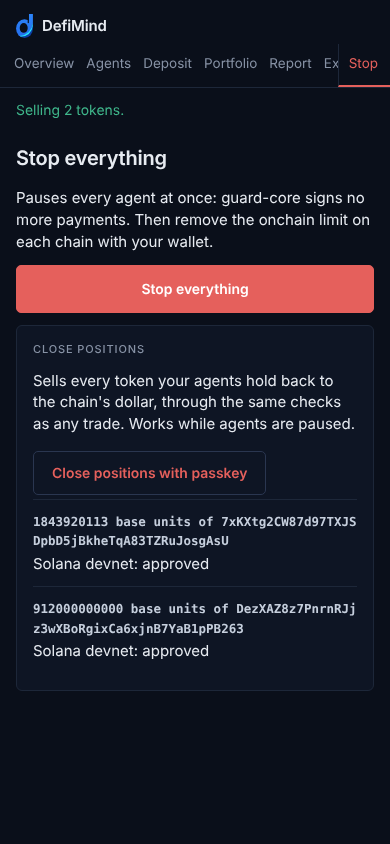 DefiMind
Overview Agents Deposit Portfolio Report Ex Stop
Selling 2 tokens.
Stop everything
Pauses every agent at once: guard-core signs no
more payments. Then remove the onchain limit on
each chain with your wallet.
Stop everything
CLOSE POSITIONS
Sells every token your agents hold back to
the chain's dollar, through the same checks
as any trade. Works while agents are paused.
Close positions with passkey
1843920113 base units of 7xKXtg2CW87d97TXJS
DpbD5jBkheTqA83TZRuJosgAsU
Solana devnet: approved
912000000000 base units of DezXAZ8z7PnrnRJj
z3wXBoRgixCa6xjnB7YaB1pPB263
Solana devnet: approved